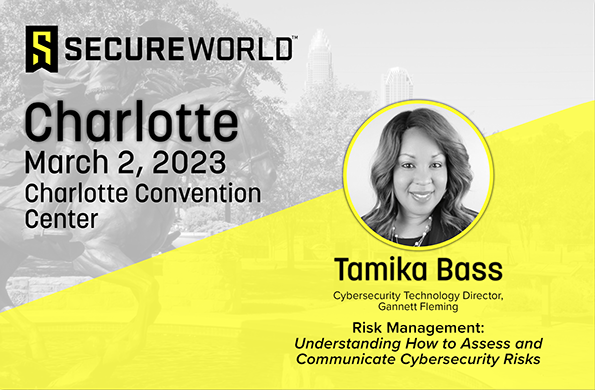 SECUREWORLD™
Charlotte
March 2, 2023
Charlotte Convention
Center
Tamika Bass
Cybersecurity Technology Director,
Gannett Fleming
Risk Management:
Understanding How to Assess and
Communicate Cybersecurity Risks